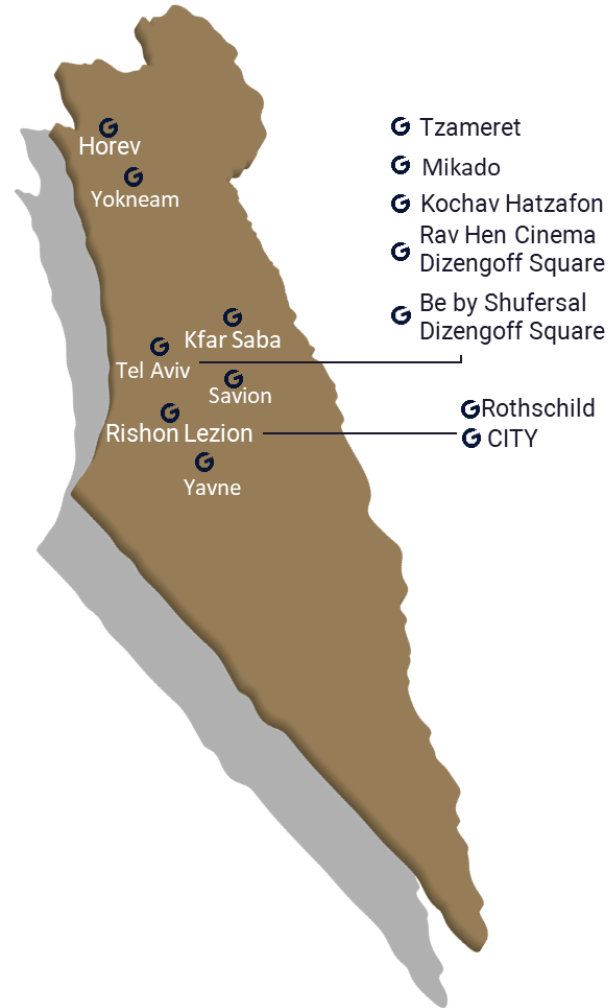 Horev
Yokneam
Kfar Saba
Tel Aviv
Savion
Rishon Lezion
Yavne
Tzameret
Mikado
Kochav Hatzafon
Rav Hen Cinema
Dizengoff Square
Be by Shufersal
Dizengoff Square
Rothschild
CITY